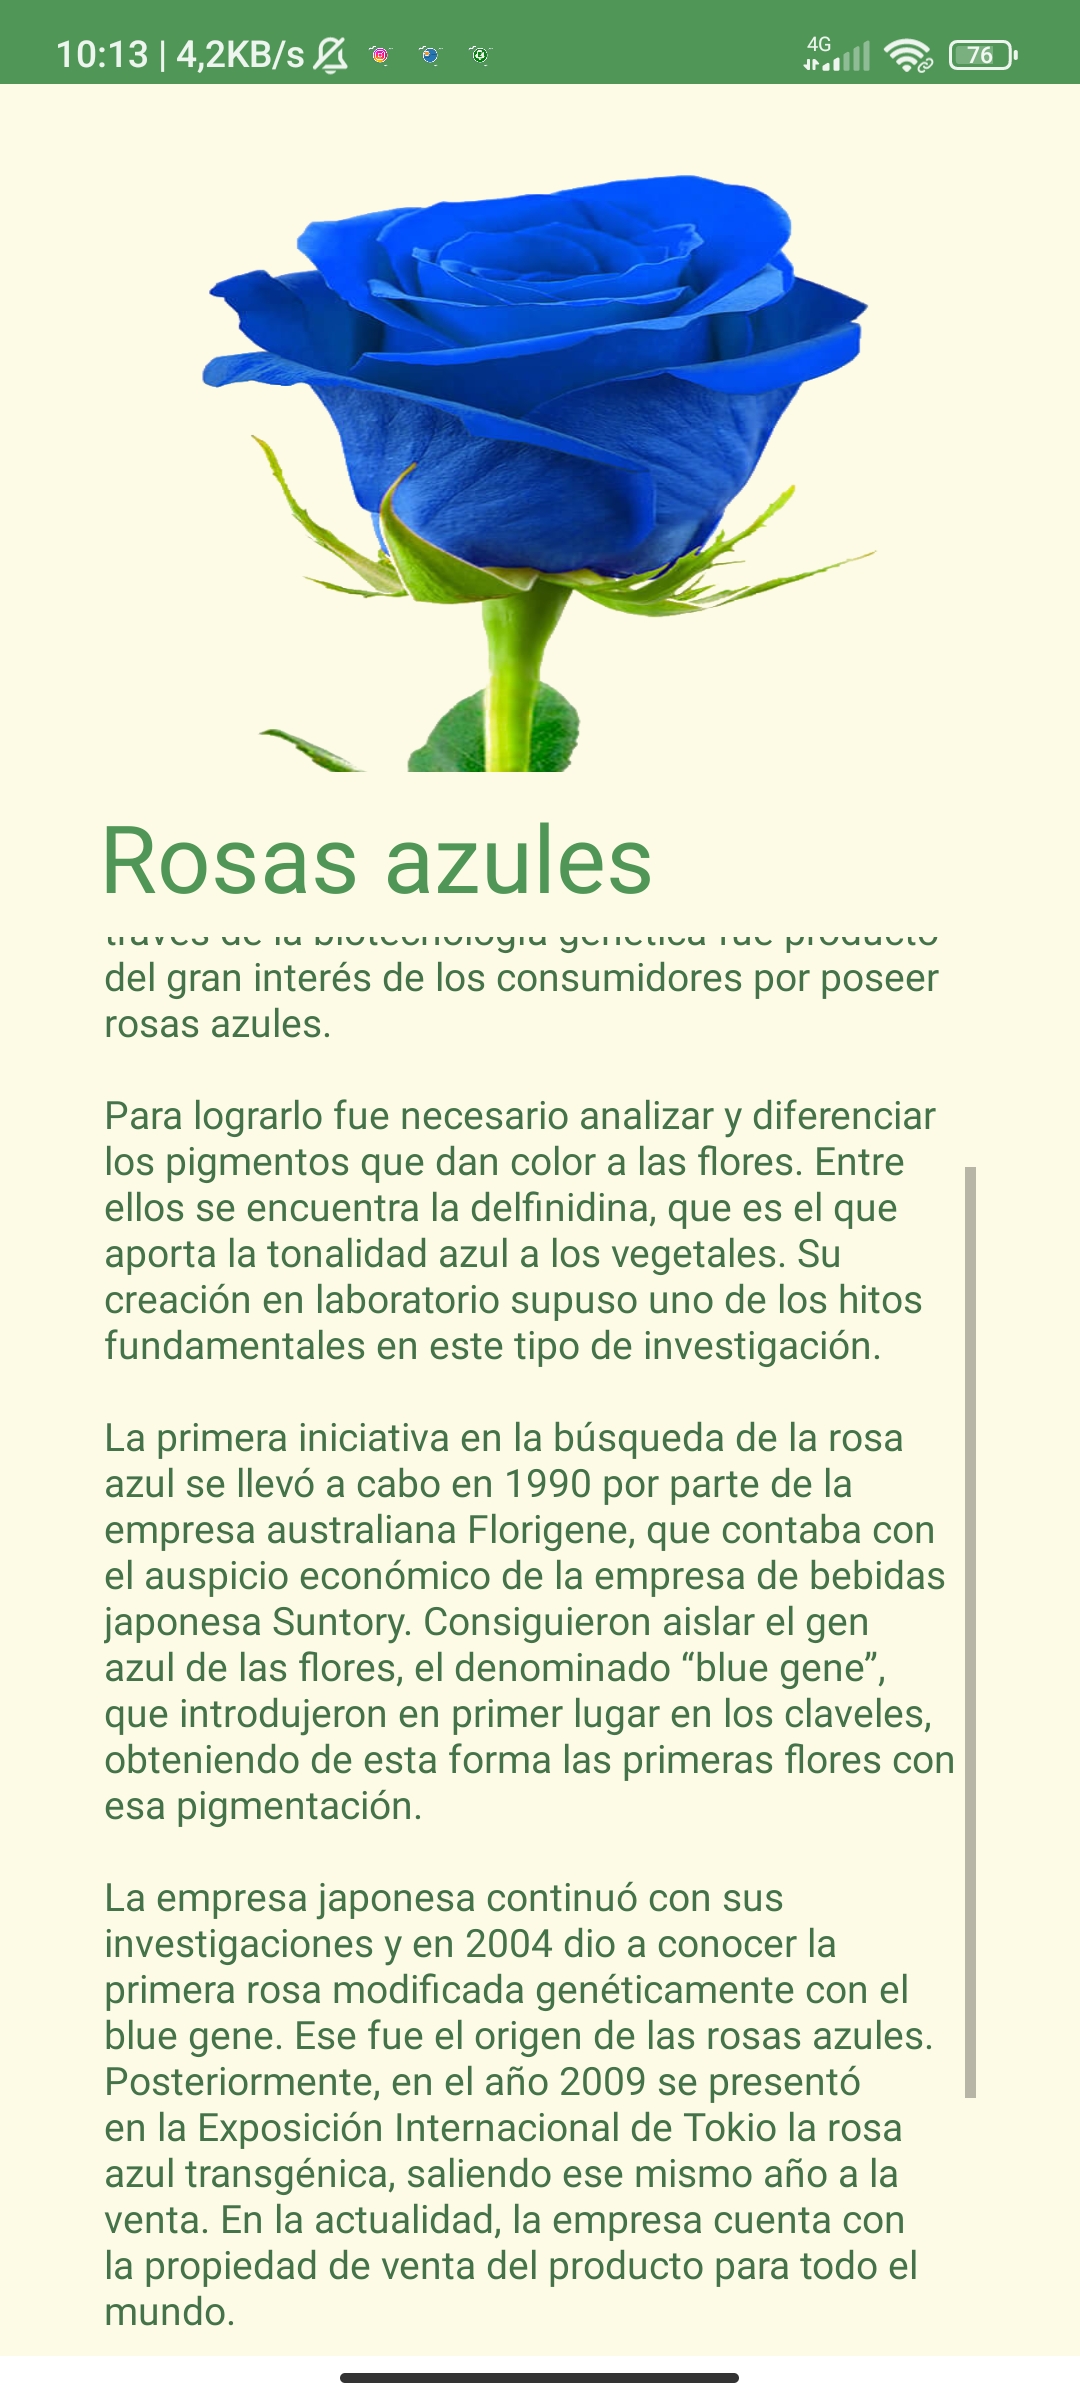 10:13 | 4,2KB/s
4G
76
Rosas azules
través de la biotecnología genética fue producto
del gran interés de los consumidores por poseer
rosas azules.
Para lograrlo fue necesario analizar y diferenciar
los pigmentos que dan color a las flores. Entre
ellos se encuentra la delfinidina, que es el que
aporta la tonalidad azul a los vegetales. Su
creación en laboratorio supuso uno de los hitos
fundamentales en este tipo de investigación.
La primera iniciativa en la búsqueda de la rosa
azul se llevó a cabo en 1990 por parte de la
empresa australiana Florigene, que contaba con
el auspicio económico de la empresa de bebidas
japonesa Suntory. Consiguieron aislar el gen
azul de las flores, el denominado “blue gene”,
que introdujeron en primer lugar en los claveles,
obteniendo de esta forma las primeras flores con
esa pigmentación.
La empresa japonesa continuó con sus
investigaciones y en 2004 dio a conocer la
primera rosa modificada genéticamente con el
blue gene. Ese fue el origen de las rosas azules.
Posteriormente, en el año 2009 se presentó
en la Exposición Internacional de Tokio la rosa
azul transgénica, saliendo ese mismo año a la
venta. En la actualidad, la empresa cuenta con
la propiedad de venta del producto para todo el
mundo.